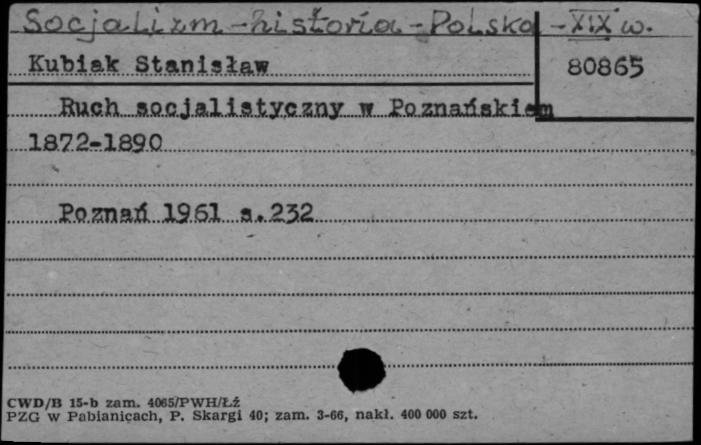 Socjalizm - historia - Polska - XIX w.
Kubiak Stanisław
80865
Ruch socjalistyczny w Poznańskiem
1872-1890
Poznań 1961 s.232
CWD/B 15-b zam. 4065/PWH/Łź
PZG w Pabianicach, P. Skargi 40; zam. 3-66, nakł. 400 000 szt.